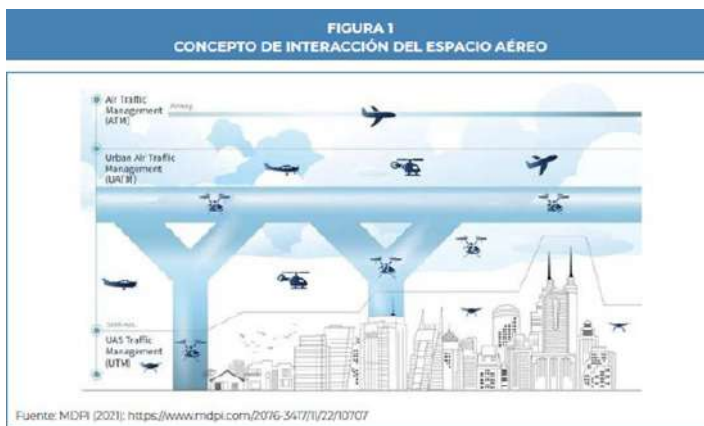 FIGURA 1
CONCEPTO DE INTERACCIÓN DEL ESPACIO AÉREO
Air Traffic
Management
(ATM)
Airway
Urban Air Traffic
Management
(UATM)
UAS Traffic
Management
(UTM)
Fuente: MDPI (2021): https://www.mdpi.com/2076-3417/11/22/10707